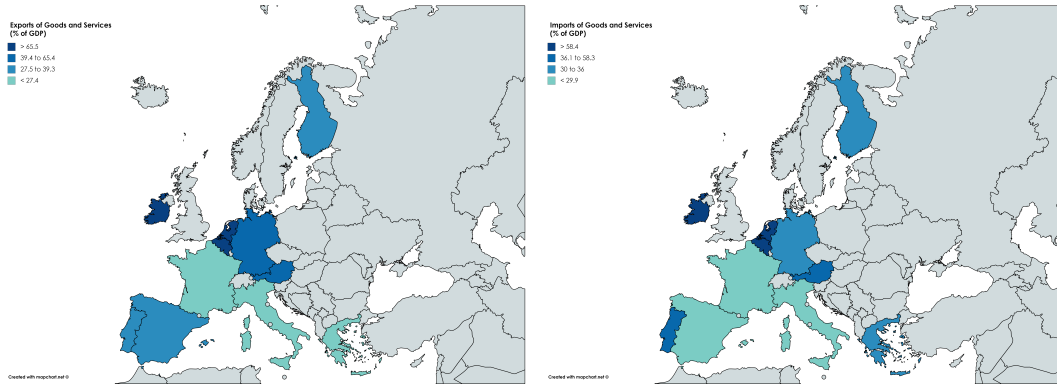 Exports of Goods and Services
(% of GDP)
> 65.5
39.4 to 65.4
27.5 to 39.3
< 27.4
Created with mapchart.net ©
Imports of Goods and Services
(% of GDP)
> 58.4
36.1 to 58.3
30 to 36
< 29.9
Created with mapchart.net ©